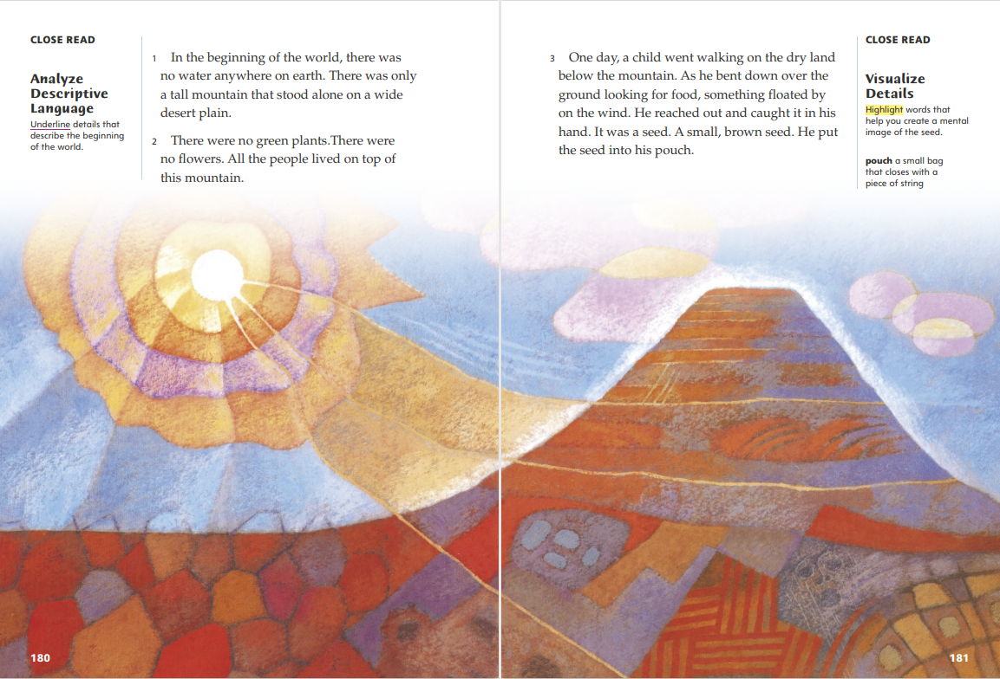 CLOSE READ
Analyze
Descriptive
Language
Underline details that
describe the beginning
of the world.
1 In the beginning of the world, there was
no water anywhere on earth. There was only
a tall mountain that stood alone on a wide
desert plain.
2 There were no green plants.There were
no flowers. All the people lived on top of
this mountain.
180
3 One day, a child went walking on the dry land
below the mountain. As he bent down over the
ground looking for food, something floated by
on the wind. He reached out and caught it in his
hand. It was a seed. A small, brown seed. He put
the seed into his pouch.
CLOSE READ
Visualize
Details
Highlight words that
help you create a mental
image of the seed.
pouch a small bag
that closes with a
piece of string
181